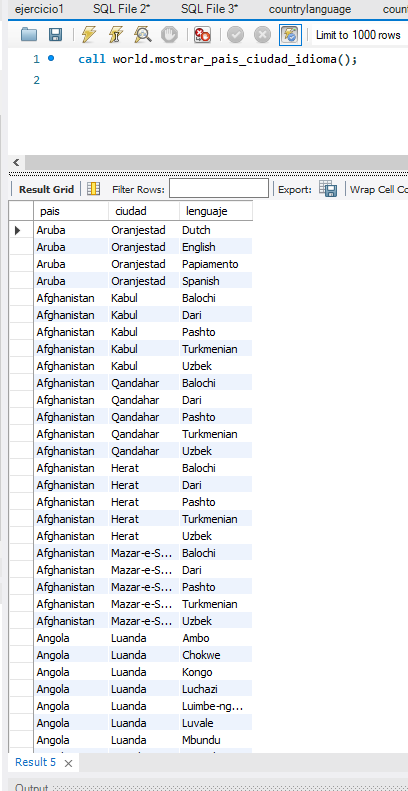 ejercicio1 SQL File 2* SQL File 3* countrylanguage coun
Limit to 1000 rows
1 call world.mostrar_pais_ciudad_idioma();
2
Result Grid Filter Rows: Export: Wrap Cell Co
pais ciudad lenguaje
Aruba Oranjestad Dutch
Aruba Oranjestad English
Aruba Oranjestad Papiamento
Aruba Oranjestad Spanish
Afghanistan Kabul Balochi
Afghanistan Kabul Dari
Afghanistan Kabul Pashto
Afghanistan Kabul Turkmenian
Afghanistan Kabul Uzbek
Afghanistan Qandahar Balochi
Afghanistan Qandahar Dari
Afghanistan Qandahar Pashto
Afghanistan Qandahar Turkmenian
Afghanistan Qandahar Uzbek
Afghanistan Herat Balochi
Afghanistan Herat Dari
Afghanistan Herat Pashto
Afghanistan Herat Turkmenian
Afghanistan Herat Uzbek
Afghanistan Mazar-e-S... Balochi
Afghanistan Mazar-e-S... Dari
Afghanistan Mazar-e-S... Pashto
Afghanistan Mazar-e-S... Turkmenian
Afghanistan Mazar-e-S... Uzbek
Angola Luanda Ambo
Angola Luanda Chokwe
Angola Luanda Kongo
Angola Luanda Luchazi
Angola Luanda Luimbe-ng...
Angola Luanda Luvale
Angola Luanda Mbundu
Result 5
Output